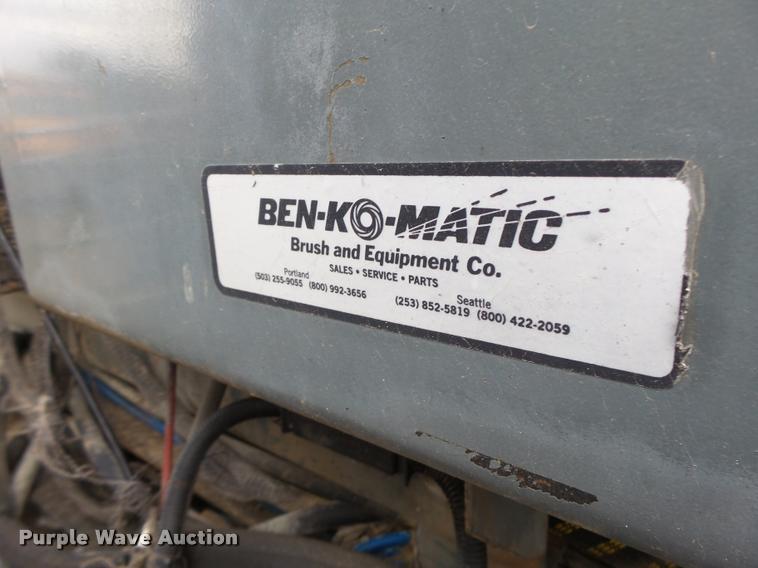 BEN-KO-MATIC
Brush and Equipment Co.
SALES • SERVICE • PARTS
Portland
(503) 255-9055 (800) 992-3656
Seattle
(253) 852-5819 (800) 422-2059
Purple Wave Auction